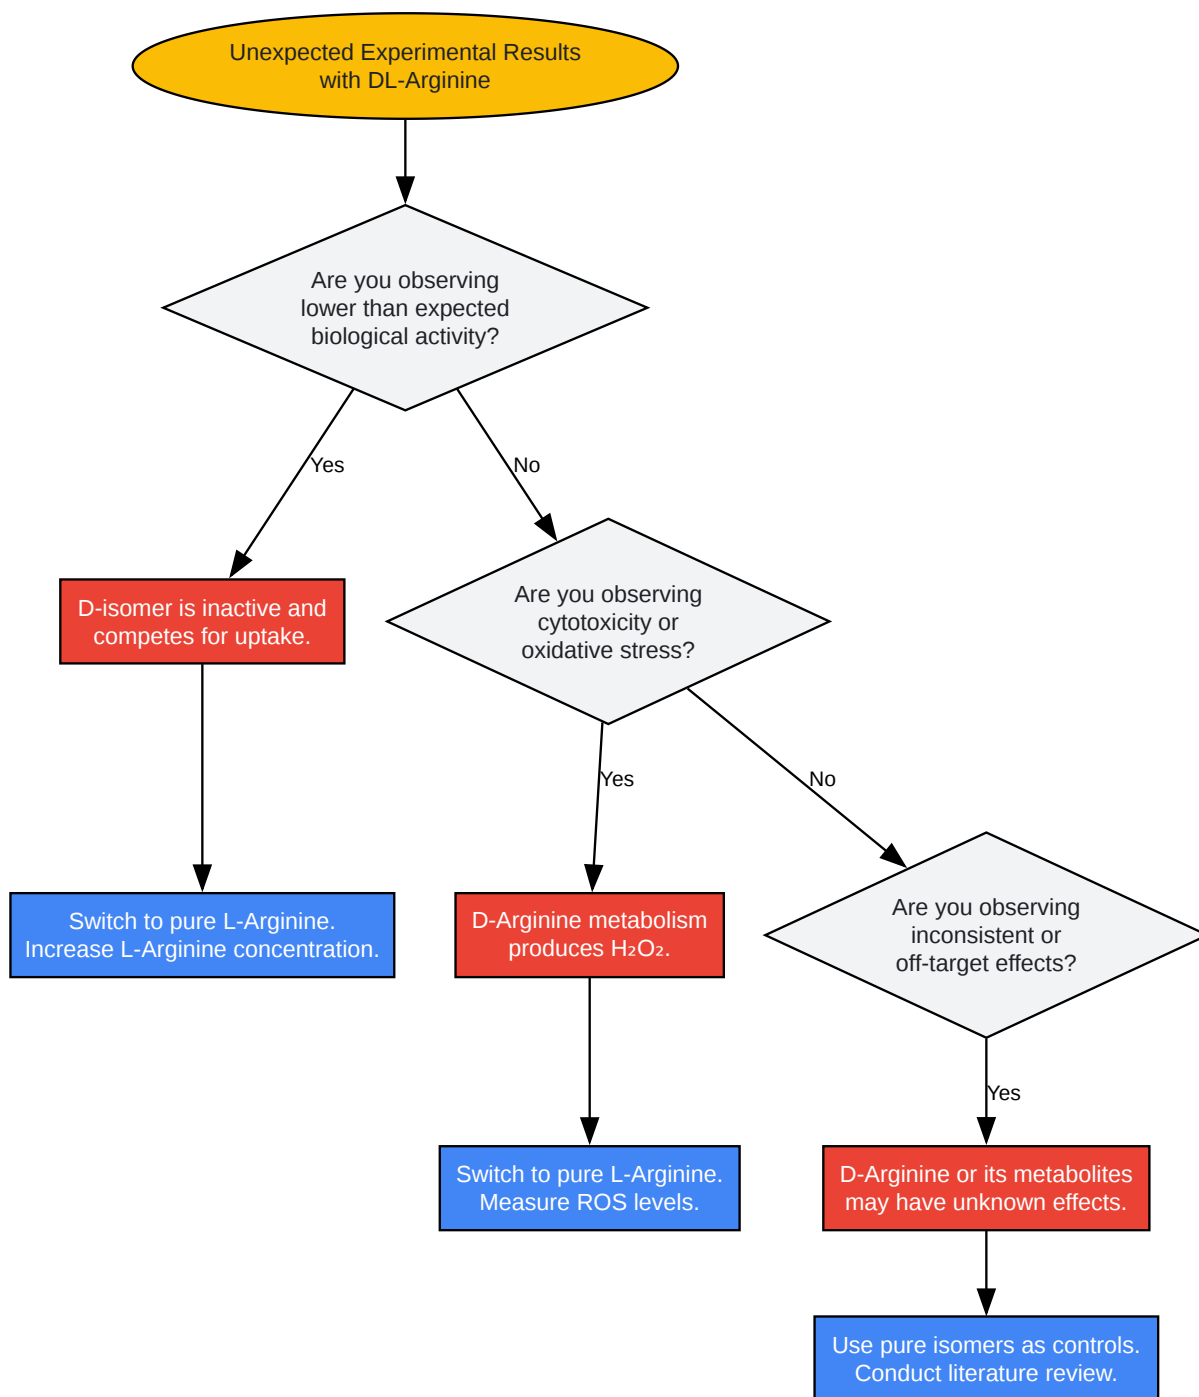 Unexpected Experimental Results
with DL-Arginine
Are you observing
lower than expected
biological activity?
Yes
No
D-isomer is inactive and
competes for uptake.
Are you observing
cytotoxicity or
oxidative stress?
Yes
No
Switch to pure L-Arginine.
Increase L-Arginine concentration.
D-Arginine metabolism
produces H₂O₂.
Are you observing
inconsistent or
off-target effects?
Yes
Switch to pure L-Arginine.
Measure ROS levels.
D-Arginine or its metabolites
may have unknown effects.
Use pure isomers as controls.
Conduct literature review.